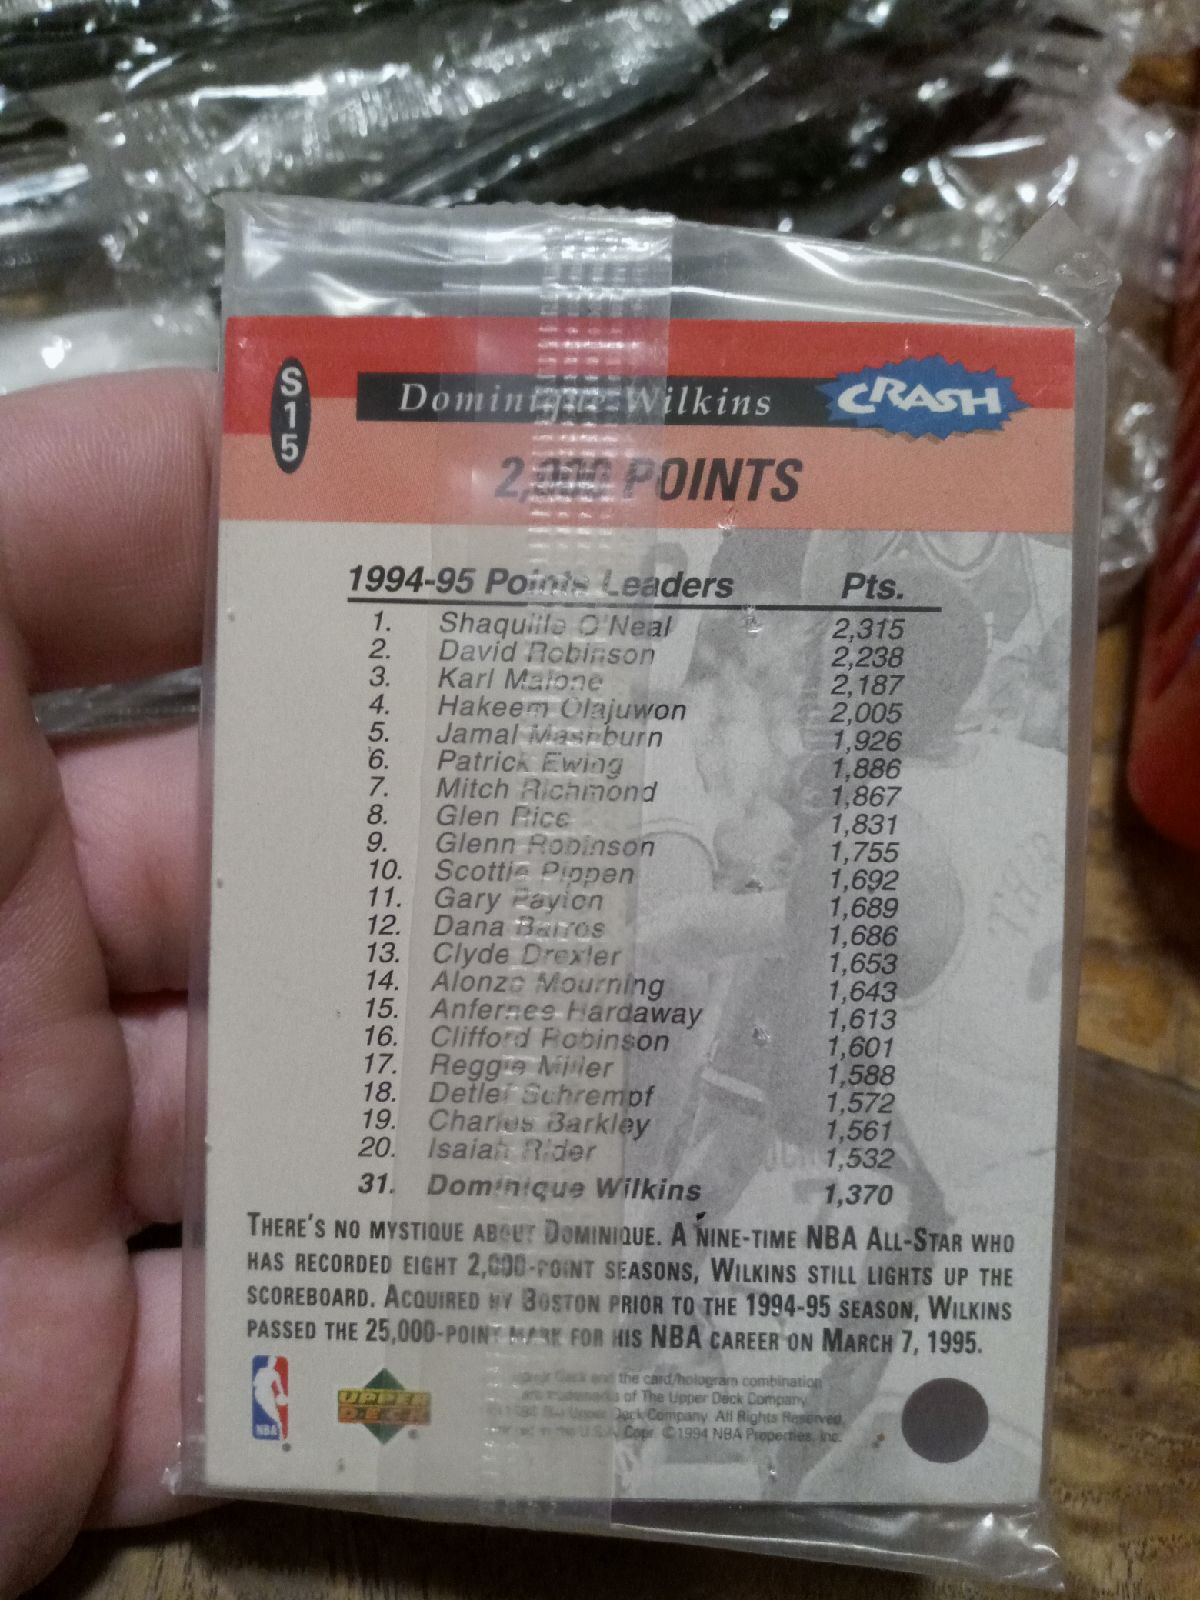 S15
Dominique Wilkins
CRASH
2,000 POINTS
1994-95 Points Leaders Pts.
1. Shaquille O'Neal 2,315
2. David Robinson 2,238
3. Karl Malone 2,187
4. Hakeem Olajuwon 2,005
5. Jamal Mashburn 1,926
6. Patrick Ewing 1,886
7. Mitch Richmond 1,867
8. Glen Rice 1,831
9. Glenn Robinson 1,755
10. Scottie Pippen 1,692
11. Gary Payton 1,689
12. Dana Barros 1,686
13. Clyde Drexler 1,653
14. Alonzo Mourning 1,643
15. Anfernee Hardaway 1,613
16. Clifford Robinson 1,601
17. Reggie Miller 1,588
18. Detlef Schrempf 1,572
19. Charles Barkley 1,561
20. Isaiah Rider 1,532
31. Dominique Wilkins 1,370
THERE'S NO MYSTIQUE ABOUT DOMINIQUE. A NINE-TIME NBA ALL-STAR WHO
HAS RECORDED EIGHT 2,000-POINT SEASONS, WILKINS STILL LIGHTS UP THE
SCOREBOARD. ACQUIRED BY BOSTON PRIOR TO THE 1994-95 SEASON, WILKINS
PASSED THE 25,000-POINT MARK FOR HIS NBA CAREER ON MARCH 7, 1995.
NBA
UPPER
DECK
Deck and the card/hologram combination
are trademarks of The Upper Deck Company.
The Upper Deck Company. All Rights Reserved.
in the U.S.A. Copr. ©1994 NBA Properties, Inc.